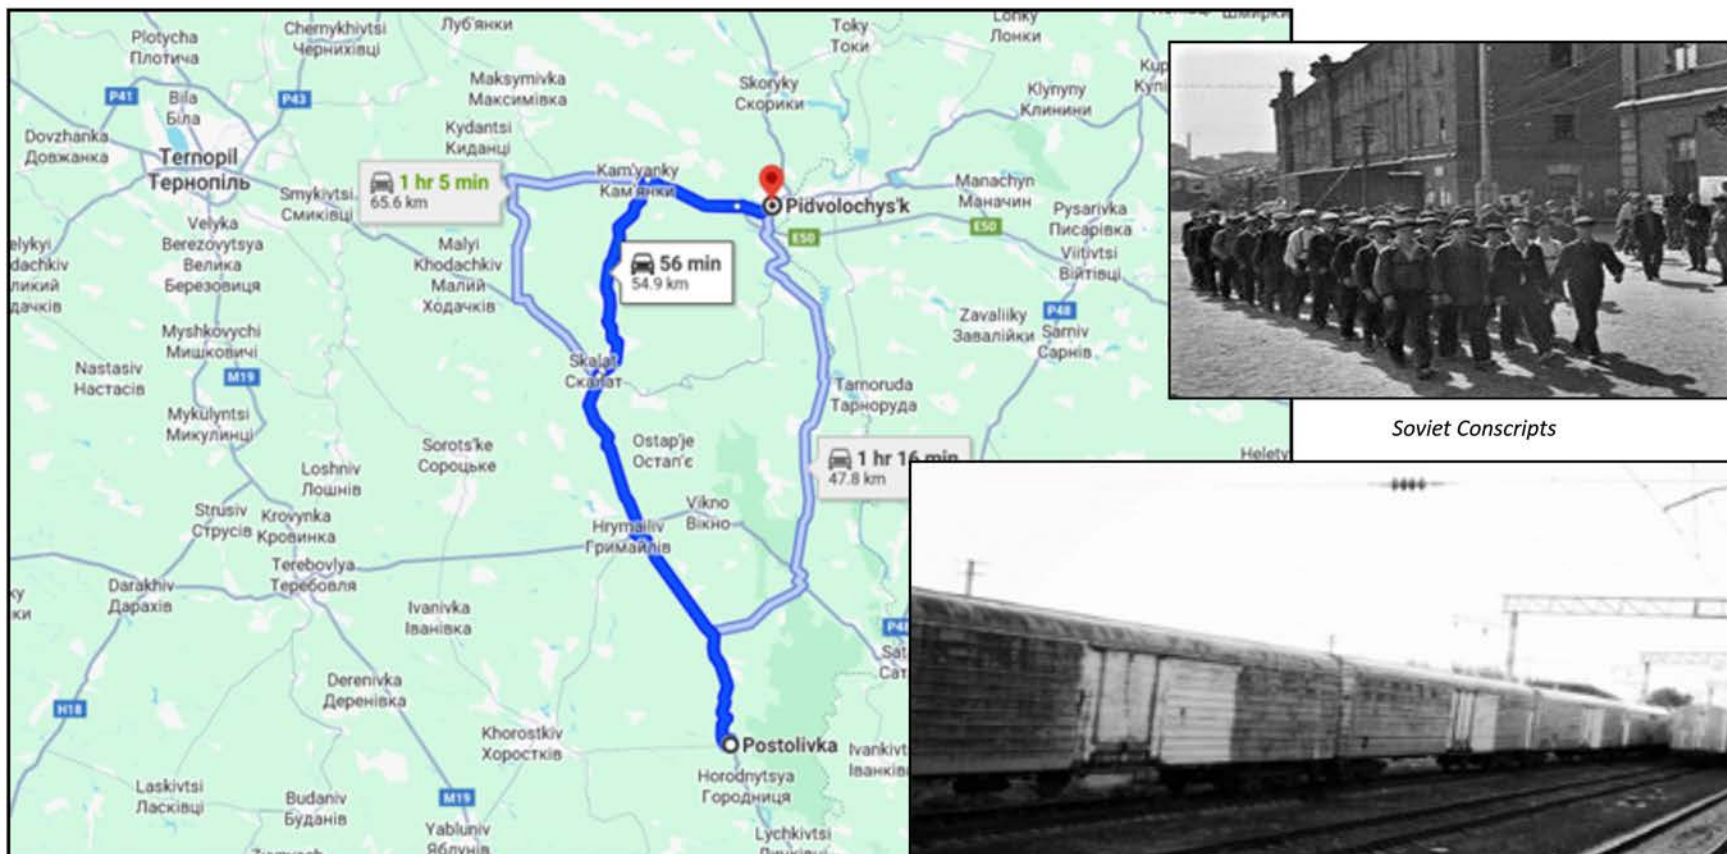 Plotycha
Плотича
Chernykhivtsi
Чернихівці
Луб'янки
Toky
Токи
Lonky
Лонки
Шмирки
P41
Bila
Біла
P43
Maksymivka
Максимівка
Skoryky
Скорики
Klynyny
Клинини
Dovzhanka
Довжанка
Ternopil
Тернопіль
Kydantsi
Киданці
1 hr 5 min
65.6 km
Kam'yanky
Кам'янки
Pidvolochys'k
Manachyn
Маначин
Smykivtsi
Смиківці
E50
E50
Pysarivka
Писарівка
Velyka
Berezovytsya
Велика
Березовиця
Malyi
Khodachkiv
Малий
Ходачків
56 min
54.9 km
Viitivtsi
Війтівці
P48
Zavaliiky
Завалійки
Sarniv
Сарнів
Myshkovychi
Мишковичі
Nastasiv
Настасів
M19
Skalat
Скалат
Tarnoruda
Тарноруда
Mykulyntsi
Микулинці
Sorots'ke
Сороцьке
Ostap'je
Остап'є
Soviet Conscripts
1 hr 16 min
47.8 km
Loshniv
Лошнів
Strusiv
Струсів
Krovynka
Кровинка
Vikno
Вікно
Hrymailiv
Гримайлів
Terebovlya
Теребовля
Darakhiv
Дарахів
Ivanivka
Іванівка
Derenivka
Деренівка
H18
Khorostkiv
Хоростків
Postolivka
Horodnytsya
Городниця
Laskivtsi
Ласківці
Budaniv
Буданів
M19
Yabluniv
Яблунів
Lychkivtsi